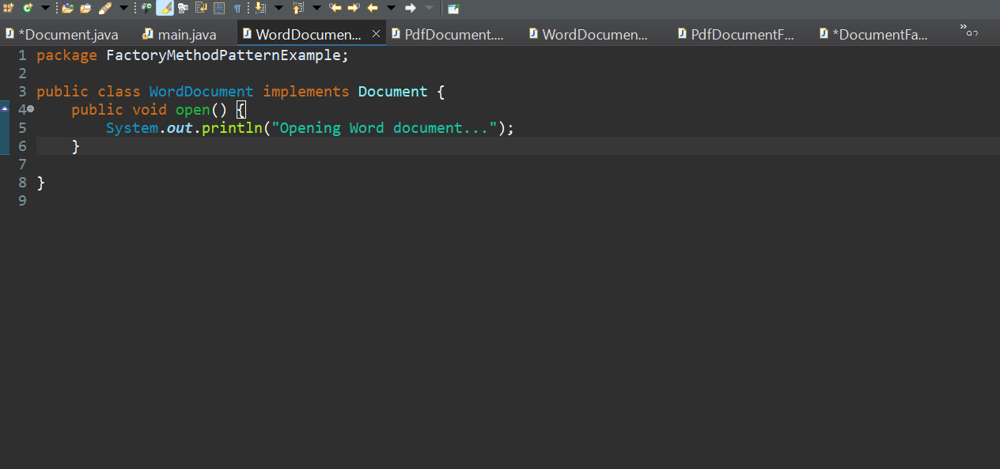 *Document.java main.java WordDocumen... PdfDocument.... WordDocumen... PdfDocumentF... *DocumentFa...
1 package FactoryMethodPatternExample;
2
3 public class WordDocument implements Document {
4 public void open() {
5 System.out.println("Opening Word document...");
6 }
7
8 }
9